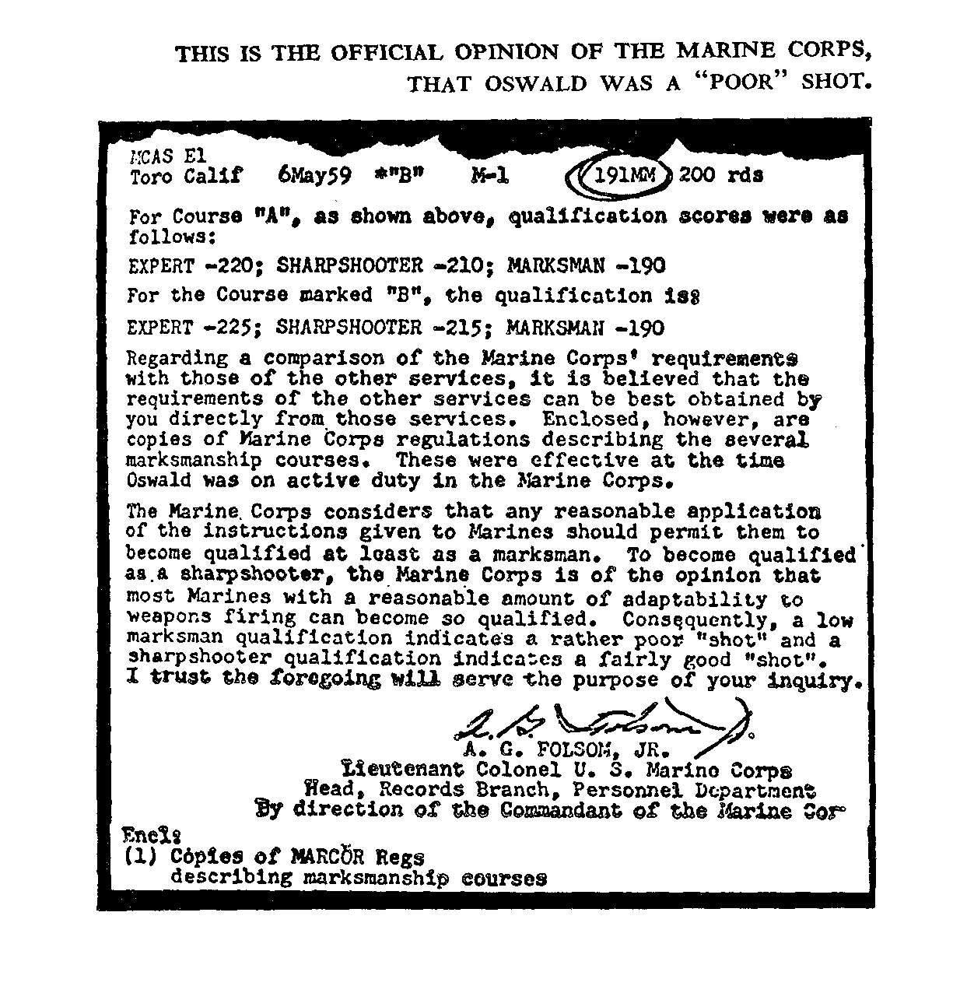 THIS IS THE OFFICIAL OPINION OF THE MARINE CORPS,
THAT OSWALD WAS A “POOR” SHOT.
MCAS El
Toro Calif 6May59 *"B" M-1 191MM 200 rds
For Course "A", as shown above, qualification scores were as
follows:
EXPERT -220; SHARPSHOOTER -210; MARKSMAN -190
For the Course marked "B", the qualification is:
EXPERT -225; SHARPSHOOTER -215; MARKSMAN -190
Regarding a comparison of the Marine Corps' requirements
with those of the other services, it is believed that the
requirements of the other services can be best obtained by
you directly from those services. Enclosed, however, are
copies of Marine Corps regulations describing the several
marksmanship courses. These were effective at the time
Oswald was on active duty in the Marine Corps.
The Marine Corps considers that any reasonable application
of the instructions given to Marines should permit them to
become qualified at least as a marksman. To become qualified
as a sharpshooter, the Marine Corps is of the opinion that
most Marines with a reasonable amount of adaptability to
weapons firing can become so qualified. Consequently, a low
marksman qualification indicates a rather poor "shot" and a
sharpshooter qualification indicates a fairly good "shot".
I trust the foregoing will serve the purpose of your inquiry.
A. G. Folsom Jr.
A. G. FOLSOM, JR.
Lieutenant Colonel U. S. Marine Corps
Head, Records Branch, Personnel Department
By direction of the Commandant of the Marine Cor
Encl:
(1) Copies of MARCOR Regs
describing marksmanship courses